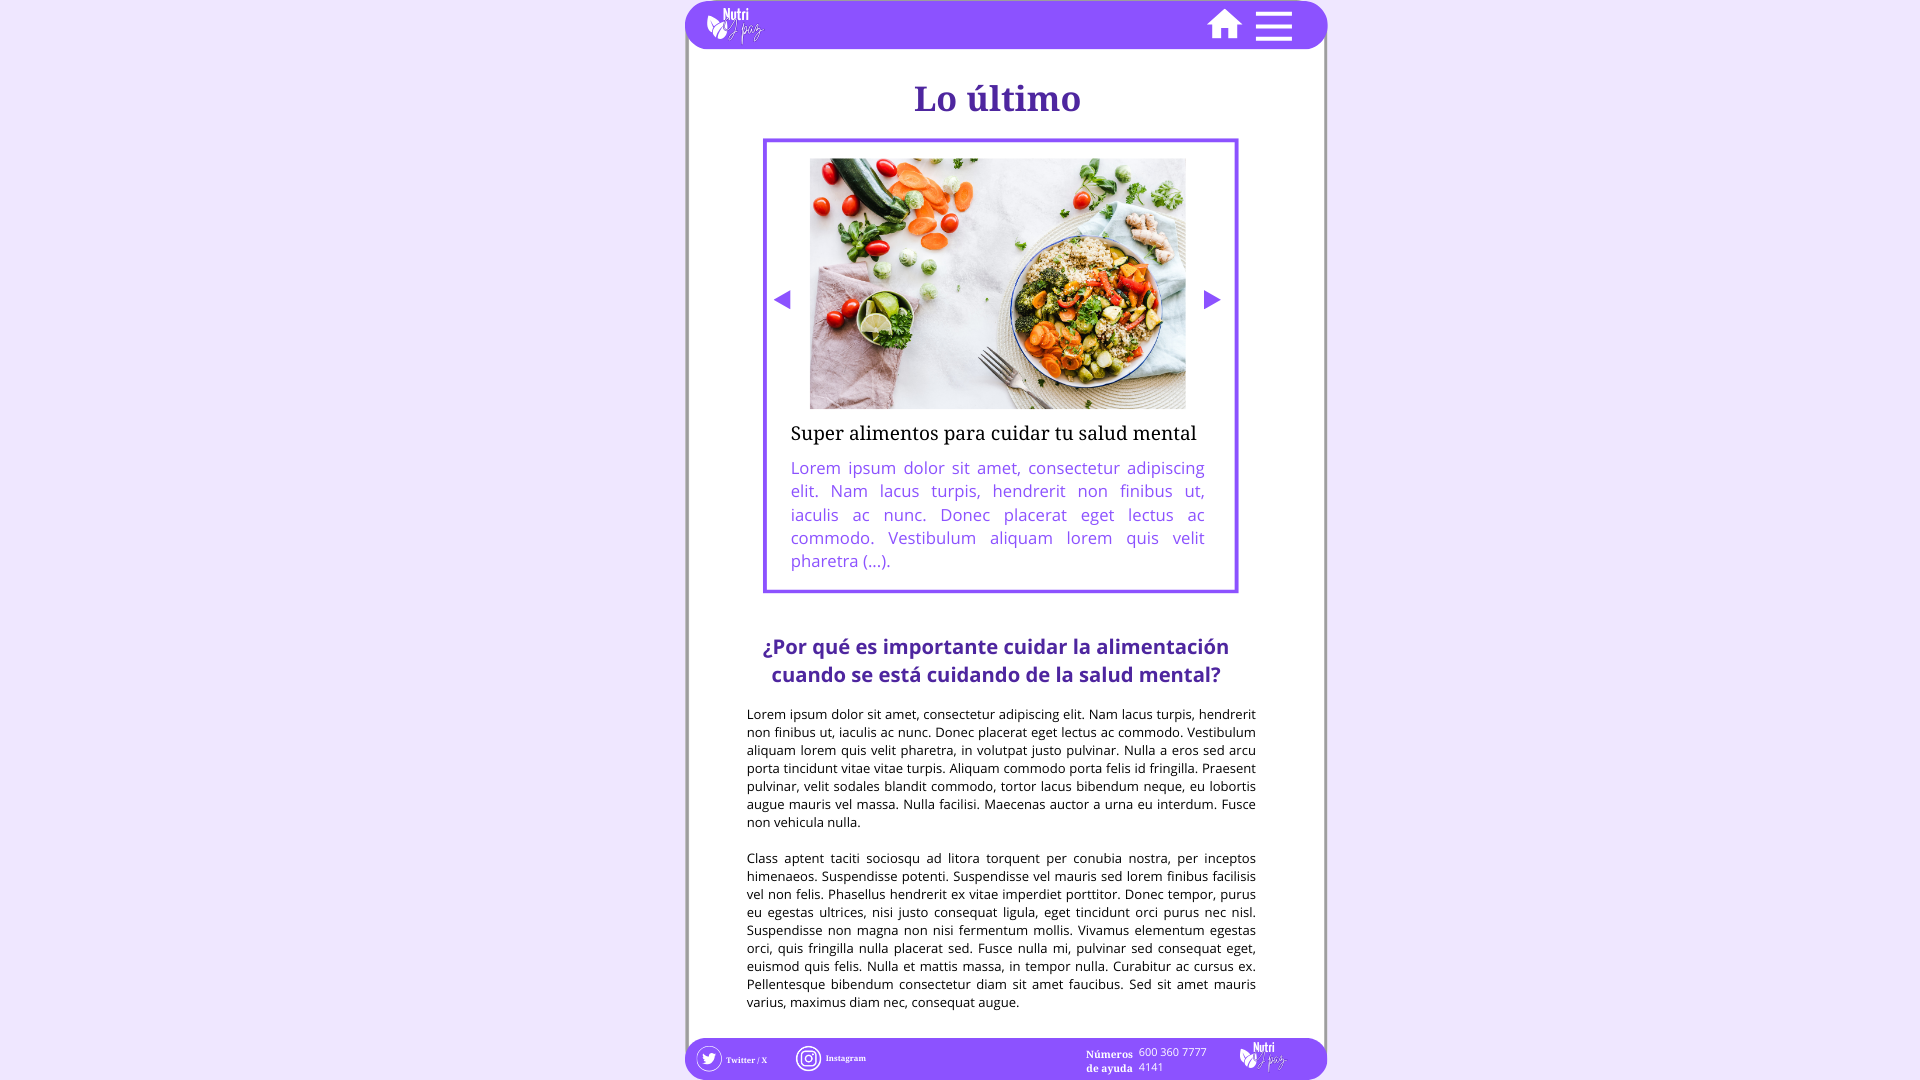 Nutri
y paz
Lo último
Super alimentos para cuidar tu salud mental
Lorem ipsum dolor sit amet, consectetur adipiscing
elit. Nam lacus turpis, hendrerit non finibus ut,
iaculis ac nunc. Donec placerat eget lectus ac
commodo. Vestibulum aliquam lorem quis velit
pharetra (...).
¿Por qué es importante cuidar la alimentación
cuando se está cuidando de la salud mental?
Lorem ipsum dolor sit amet, consectetur adipiscing elit. Nam lacus turpis, hendrerit
non finibus ut, iaculis ac nunc. Donec placerat eget lectus ac commodo. Vestibulum
aliquam lorem quis velit pharetra, in volutpat justo pulvinar. Nulla a eros sed arcu
porta tincidunt vitae vitae turpis. Aliquam commodo porta felis id fringilla. Praesent
pulvinar, velit sodales blandit commodo, tortor lacus bibendum neque, eu lobortis
augue mauris vel massa. Nulla facilisi. Maecenas auctor a urna eu interdum. Fusce
non vehicula nulla.
Class aptent taciti sociosqu ad litora torquent per conubia nostra, per inceptos
himenaeos. Suspendisse potenti. Suspendisse vel mauris sed lorem finibus facilisis
vel non felis. Phasellus hendrerit ex vitae imperdiet porttitor. Donec tempor, purus
eu egestas ultrices, nisi justo consequat ligula, eget tincidunt orci purus nec nisl.
Suspendisse non magna non nisi fermentum mollis. Vivamus elementum egestas
orci, quis fringilla nulla placerat sed. Fusce nulla mi, pulvinar sed consequat eget,
euismod quis felis. Nulla et mattis massa, in tempor nulla. Curabitur ac cursus ex.
Pellentesque bibendum consectetur diam sit amet faucibus. Sed sit amet mauris
varius, maximus diam nec, consequat augue.
Twitter / X
Instagram
Números 600 360 7777
de ayuda 4141
Nutri
y paz